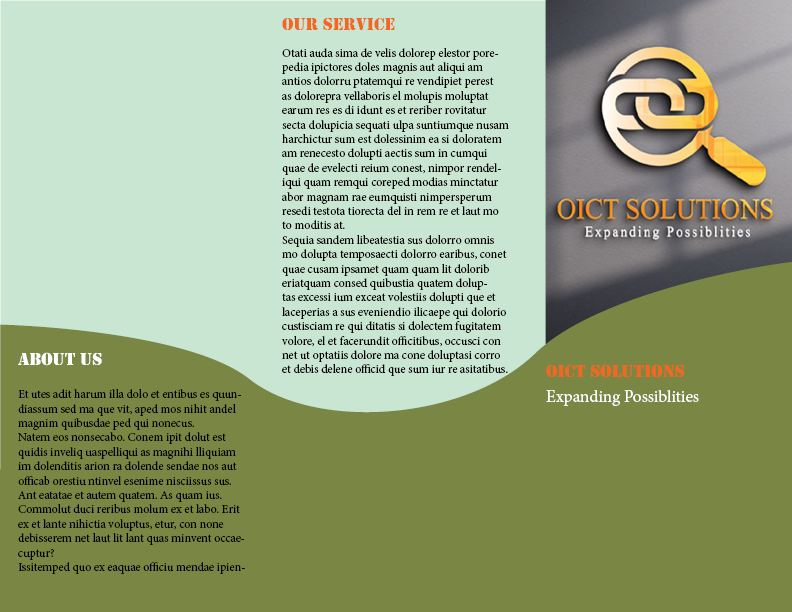 OUR SERVICE
Otati auda sima de velis dolorep elestor pore-
pedia ipictores doles magnis aut aliqui am
antios dolorru ptatemqui re vendipiet perest
as dolorepra vellaboris el molupis moluptat
earum res es di idunt es et reriber rovitatur
secta dolupicia sequati ulpa suntiumque nusam
harchictur sum est dolessinim ea si doloratem
am renecesto dolupti aectis sum in cumqui
quae de evelecti reium conest, nimpor rendel-
iqui quam remqui coreped modias minctatur
abor magnam rae eumquisti nimpersperum
resedi testota tiorecta del in rem re et laut mo
to moditis at.
Sequia sandem libeatestia sus dolorro omnis
mo dolupta temposaecti dolorro earibus, conet
quae cusam ipsamet quam quam lit dolorib
eriatquam consed quibustia quatem dolup-
tas excessi ium exceat volestiis dolupti que et
laceperias a sus eveniendio ilicaepe qui dolorio
custisciam re qui ditatis si dolectem fugitatem
volore, el et facerundit officitibus, occusci con
net ut optatiis dolore ma cone doluptasi corro
et debis delene officid que sum iur re asitatibus.
ABOUT US
Et utes adit harum illa dolo et entibus es quun-
diassum sed ma que vit, aped mos nihit andel
magnim quibusdae ped qui nonecus.
Natem eos nonsecabo. Conem ipit dolut est
quidis inveliq uaspelliqui as magnihi lliquiam
im dolenditis arion ra dolende sendae nos aut
officab orestiu ntinvel esenime nisciissus sus.
Ant eatatae et autem quatem. As quam ius.
Commolut duci reribus molum ex et labo. Erit
ex et lante nihictia voluptus, etur, con none
debisserem net laut lit lant quas minvent occae-
cuptur?
Issitemped quo ex eaquae officiu mendae ipien-
OICT SOLUTIONS
Expanding Possiblities
OICT SOLUTIONS
Expanding Possiblities